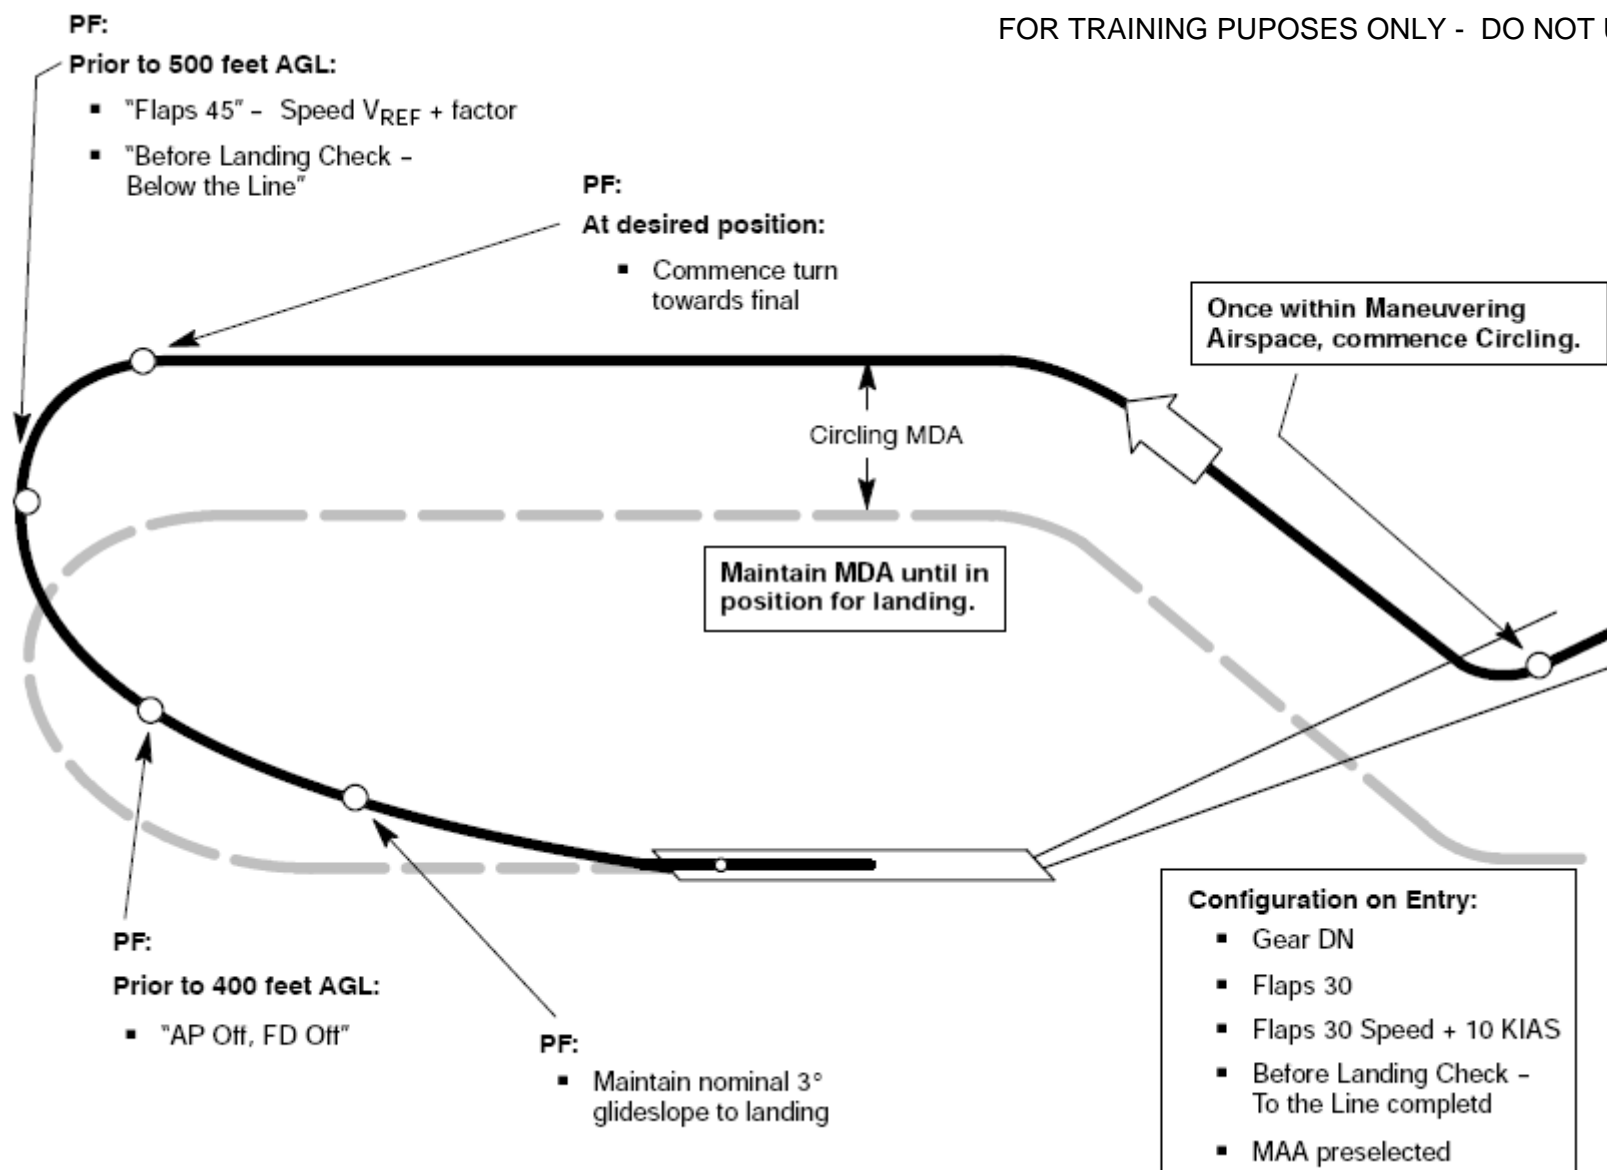 FOR TRAINING PUPOSES ONLY - DO NOT
PF:
Prior to 500 feet AGL:
▪ "Flaps 45" – Speed VREF + factor
▪ "Before Landing Check –
Below the Line"
PF:
At desired position:
▪ Commence turn
towards final
Once within Maneuvering
Airspace, commence Circling.
Circling MDA
Maintain MDA until in
position for landing.
PF:
Prior to 400 feet AGL:
▪ "AP Off, FD Off"
PF:
▪ Maintain nominal 3°
glideslope to landing
Configuration on Entry:
▪ Gear DN
▪ Flaps 30
▪ Flaps 30 Speed + 10 KIAS
▪ Before Landing Check –
To the Line completd
▪ MAA preselected